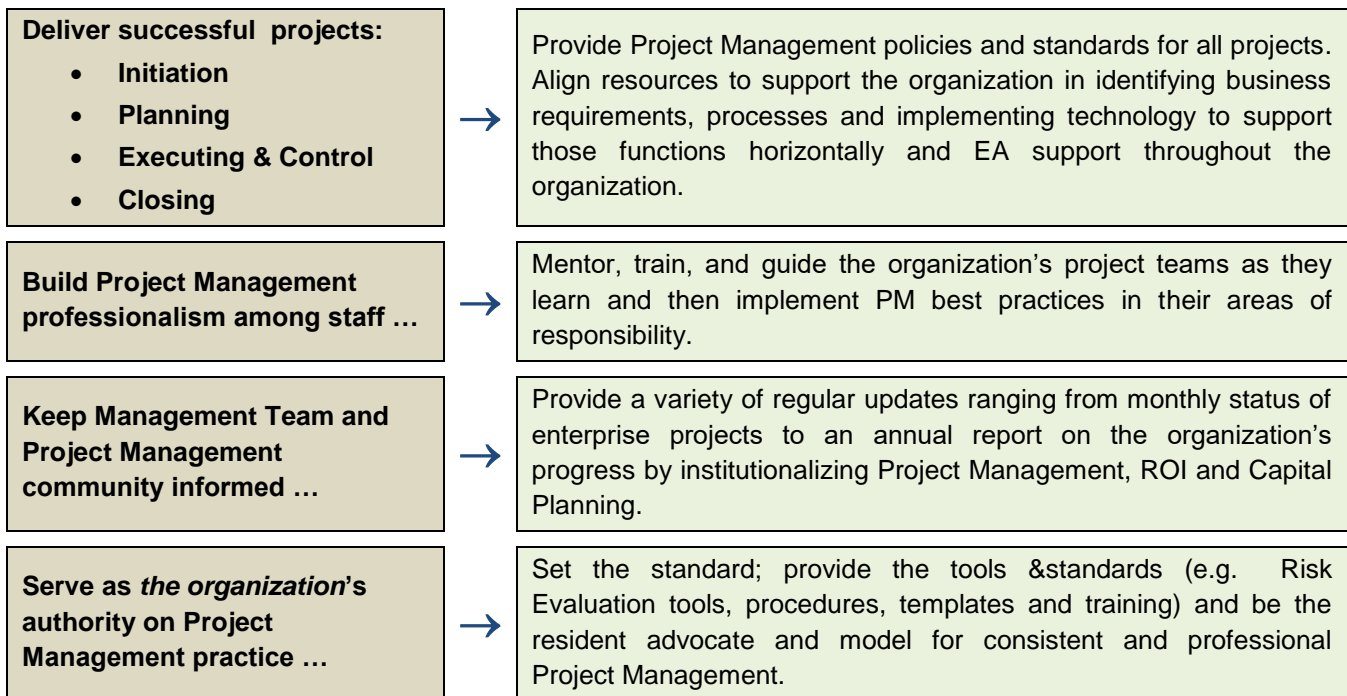 Deliver successful projects:
• Initiation
• Planning
• Executing & Control
• Closing
→
Provide Project Management policies and standards for all projects.
Align resources to support the organization in identifying business
requirements, processes and implementing technology to support
those functions horizontally and EA support throughout the
organization.
Build Project Management
professionalism among staff …
→
Mentor, train, and guide the organization’s project teams as they
learn and then implement PM best practices in their areas of
responsibility.
Keep Management Team and
Project Management
community informed …
→
Provide a variety of regular updates ranging from monthly status of
enterprise projects to an annual report on the organization’s
progress by institutionalizing Project Management, ROI and Capital
Planning.
Serve as the organization’s
authority on Project
Management practice …
→
Set the standard; provide the tools &standards (e.g. Risk
Evaluation tools, procedures, templates and training) and be the
resident advocate and model for consistent and professional
Project Management.